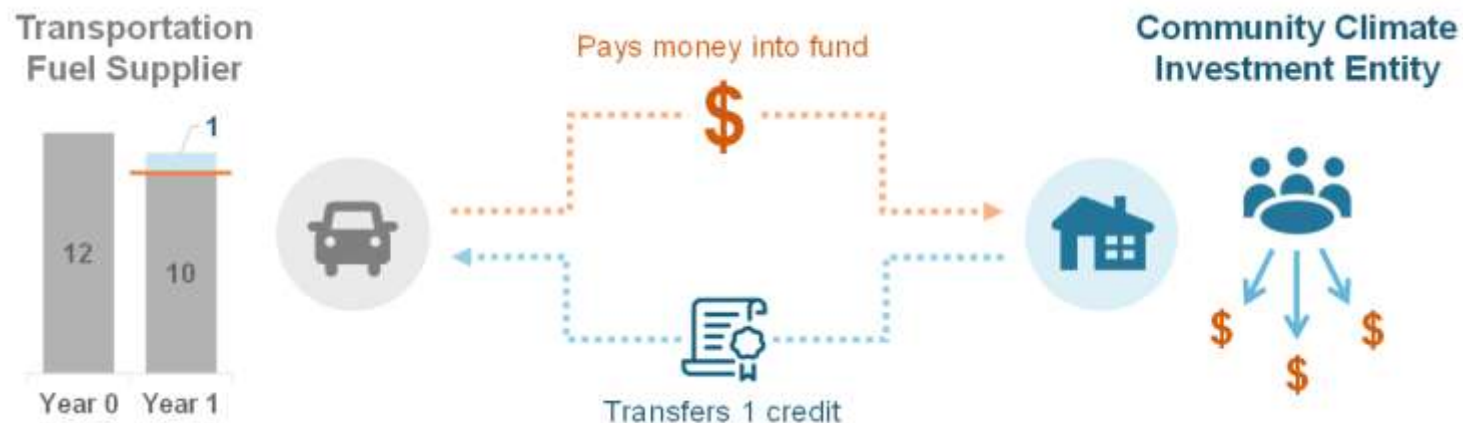 Transportation
Fuel Supplier
1
12
10
Year 0
Year 1
Pays money into fund
$
Transfers 1 credit
Community Climate
Investment Entity
$
$
$